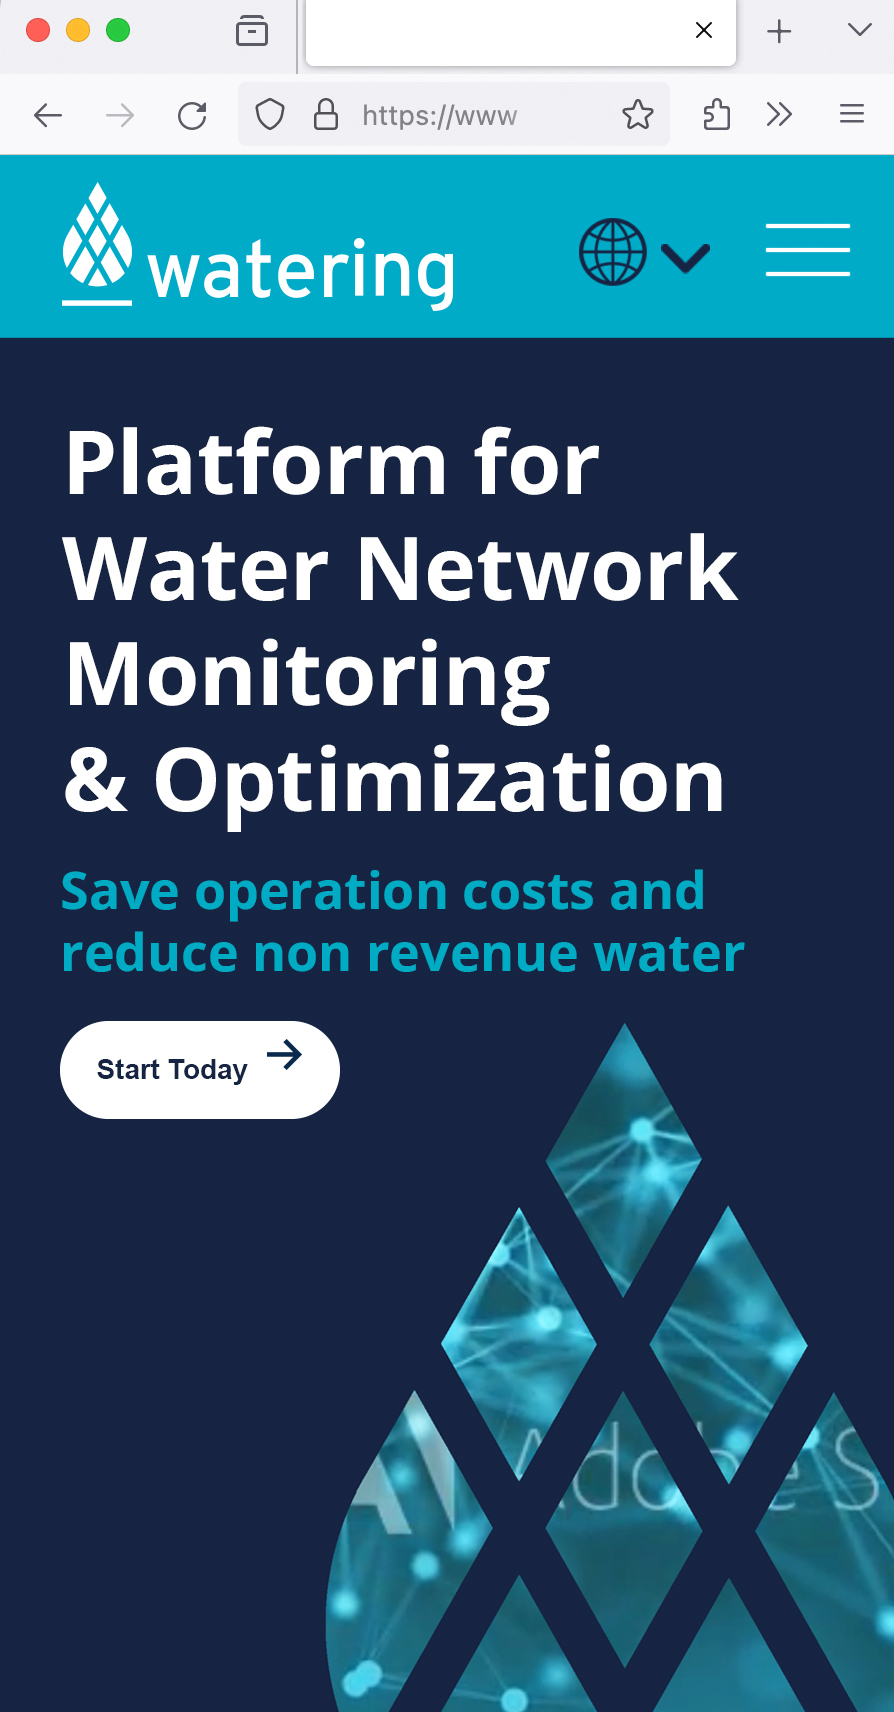 https://www
watering
Platform for
Water Network
Monitoring
& Optimization
Save operation costs and
reduce non revenue water
Start Today
Adobe S